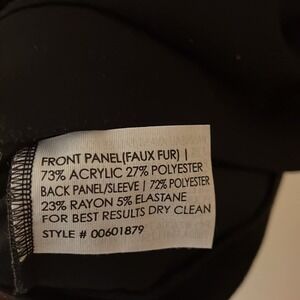 FRONT PANEL(FAUX FUR) |
73% ACRYLIC 27% POLYESTER
BACK PANEL/SLEEVE | 72% POLYESTER
23% RAYON 5% ELASTANE
FOR BEST RESULTS DRY CLEAN
STYLE # 00601879